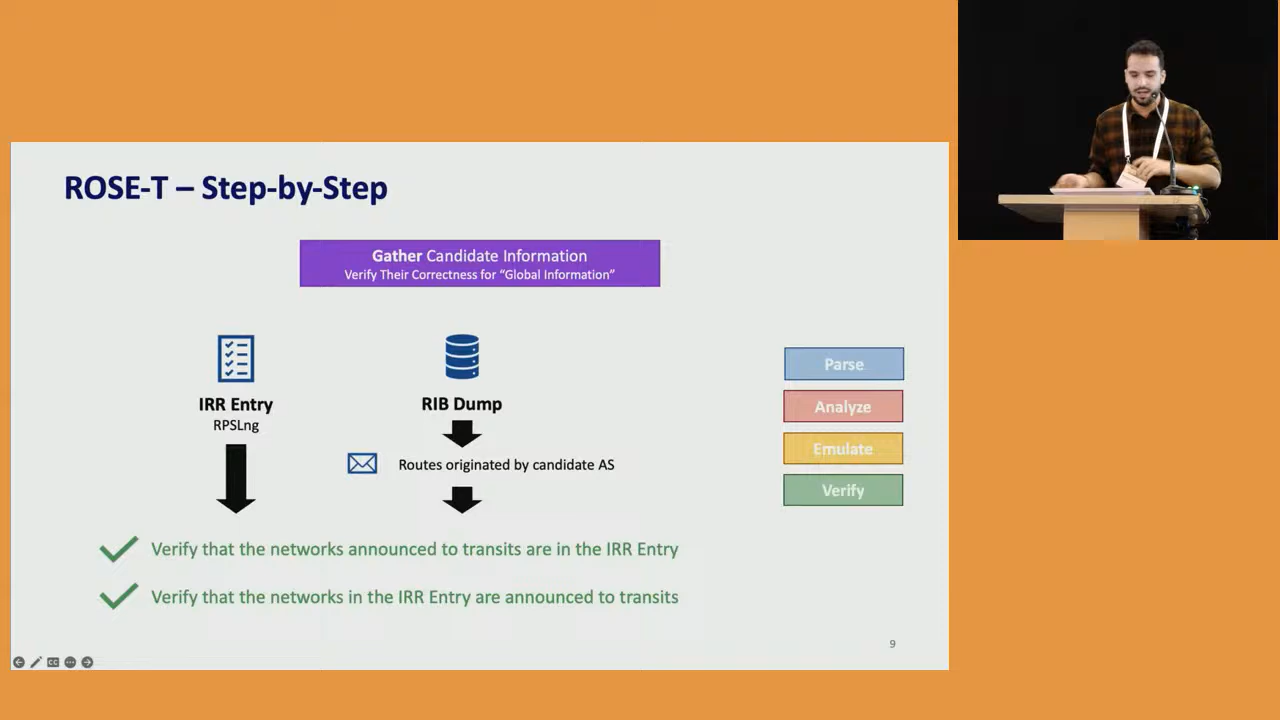 ROSE-T – Step-by-Step
Gather Candidate Information
Verify Their Correctness for “Global Information”
IRR Entry
RPSLng
RIB Dump
Routes originated by candidate AS
Parse
Analyze
Emulate
Verify
Verify that the networks announced to transits are in the IRR Entry
Verify that the networks in the IRR Entry are announced to transits
9
CC